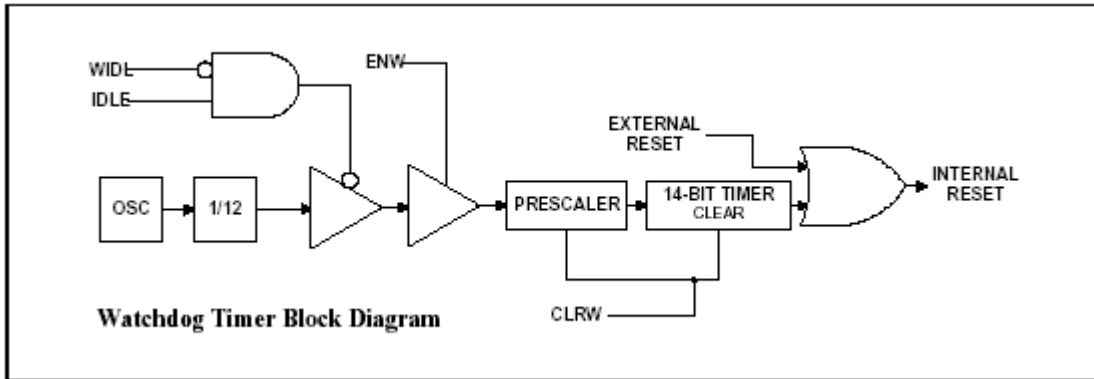 WIDL
IDLE
ENW
EXTERNAL
RESET
INTERNAL
RESET
OSC
1/12
PRESCALER
14-BIT TIMER
CLEAR
CLRW
Watchdog Timer Block Diagram